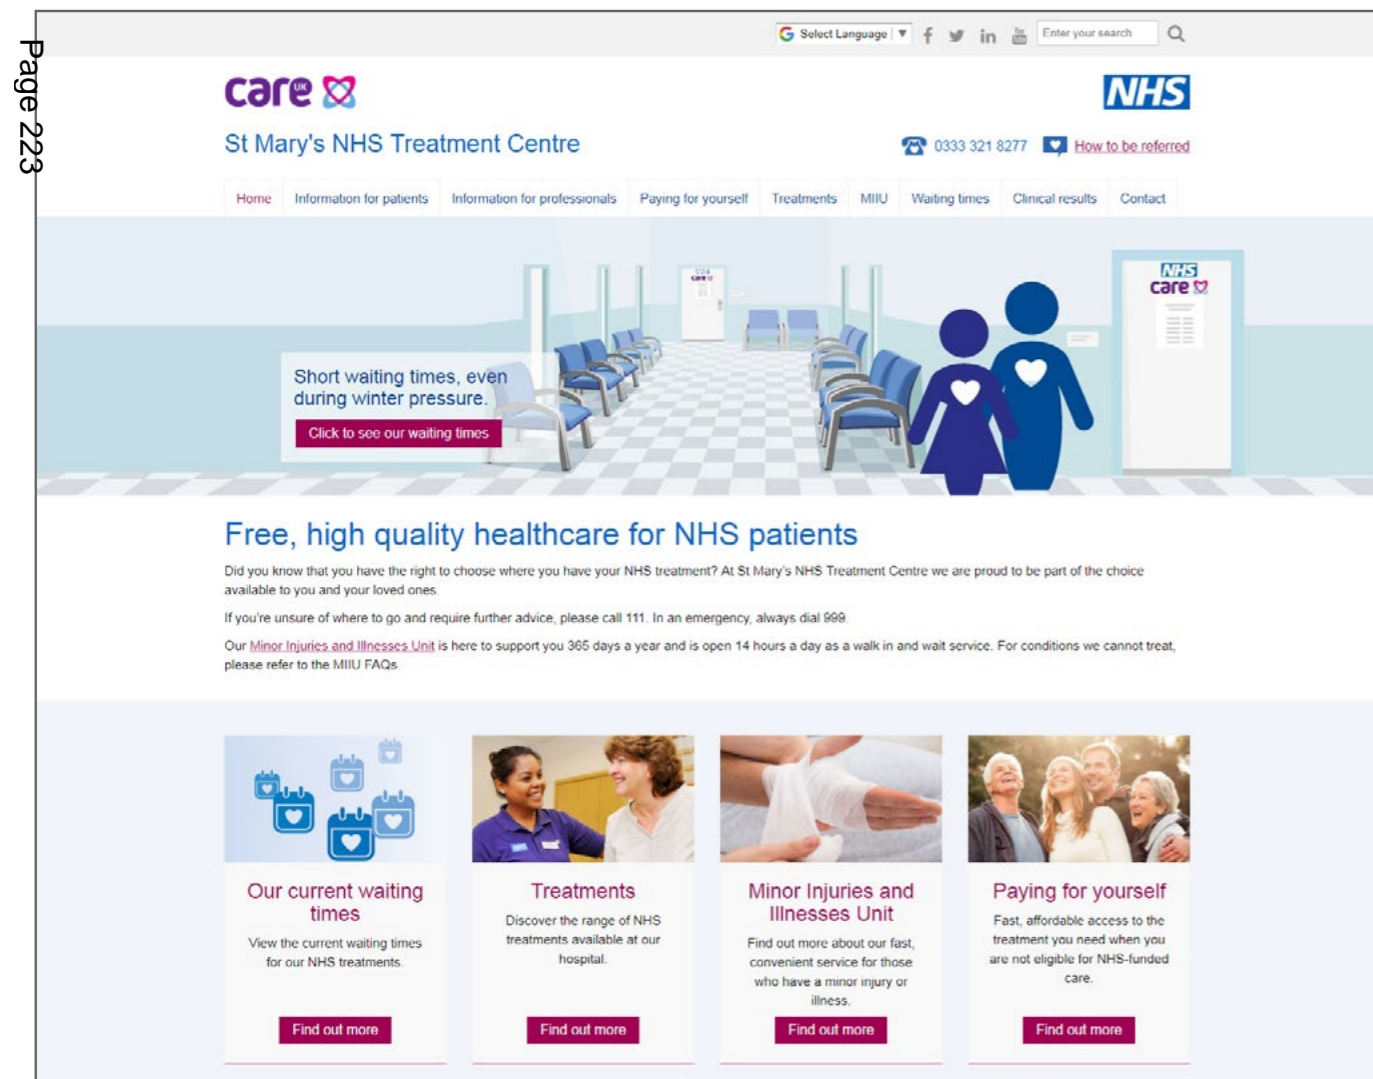 Page 223
Select Language
Enter your search
care UK
NHS
St Mary's NHS Treatment Centre
0333 321 8277 How to be referred
Home Information for patients Information for professionals Paying for yourself Treatments MIIU Waiting times Clinical results Contact
NHS
care
care
Short waiting times, even
during winter pressure.
Click to see our waiting times
Free, high quality healthcare for NHS patients
Did you know that you have the right to choose where you have your NHS treatment? At St Mary's NHS Treatment Centre we are proud to be part of the choice
available to you and your loved ones.
If you're unsure of where to go and require further advice, please call 111. In an emergency, always dial 999.
Our Minor Injuries and Illnesses Unit is here to support you 365 days a year and is open 14 hours a day as a walk in and wait service. For conditions we cannot treat,
please refer to the MIIU FAQs.
Our current waiting
times
View the current waiting times
for our NHS treatments.
Find out more
Treatments
Discover the range of NHS
treatments available at our
hospital.
Find out more
Minor Injuries and
Illnesses Unit
Find out more about our fast,
convenient service for those
who have a minor injury or
illness.
Find out more
Paying for yourself
Fast, affordable access to the
treatment you need when you
are not eligible for NHS-funded
care.
Find out more